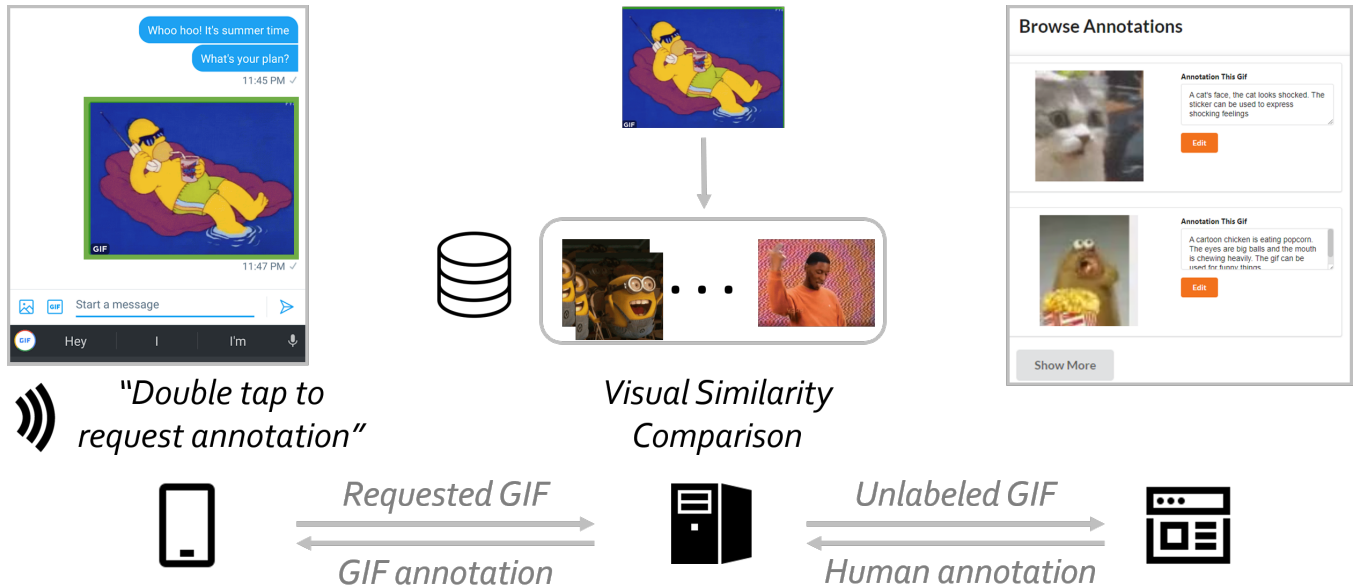 Whoo hoo! It's summer time
What's your plan?
11:45 PM ✓
GIF
11:47 PM ✓
GIF
Start a message
GIF
Hey
I
I'm
"Double tap to
request annotation"
GIF
Visual Similarity
Comparison
Browse Annotations
Annotation This Gif
A cat's face, the cat looks shocked. The
sticker can be used to express
shocking feelings
Edit
Annotation This Gif
A cartoon chicken is eating popcorn.
The eyes are big balls and the mouth
is chewing heavily. The gif can be
used for funny things
Edit
Show More
Requested GIF
GIF annotation
Unlabeled GIF
Human annotation